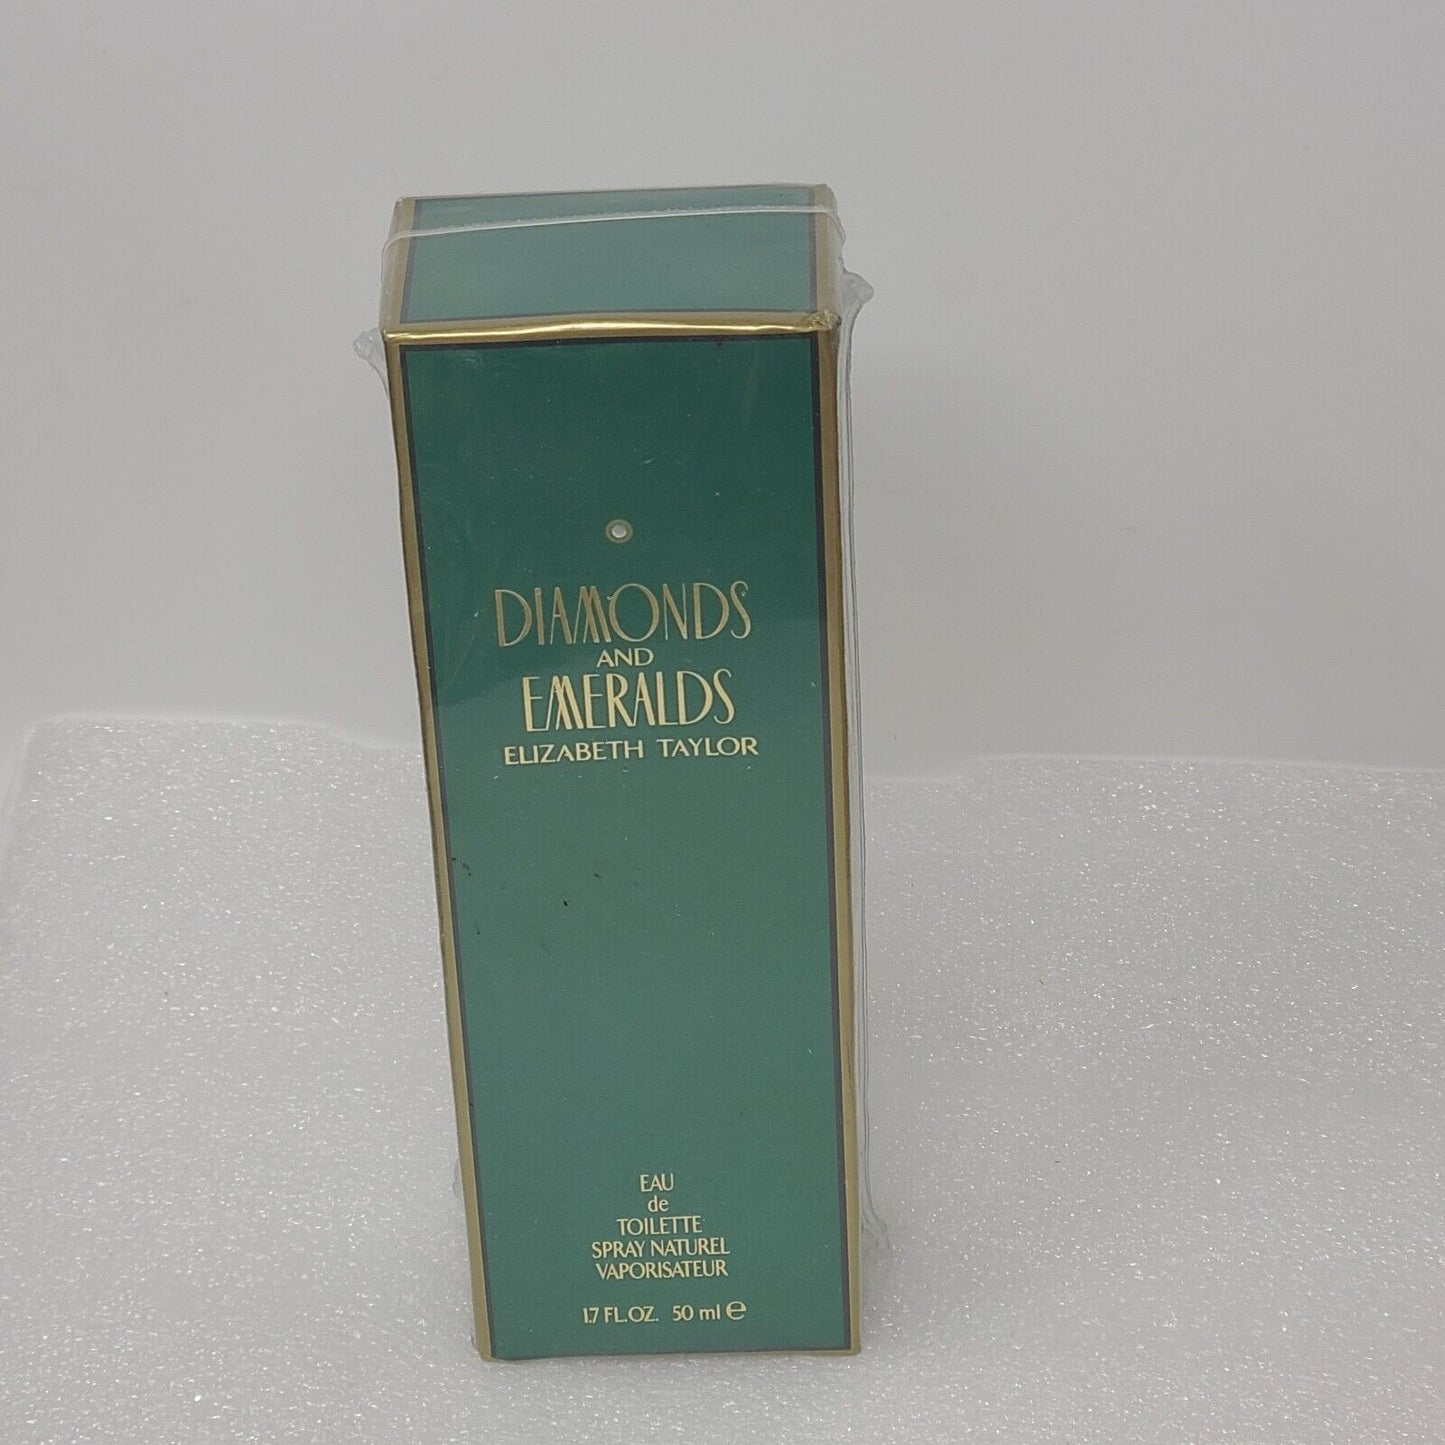 DIAMONDS
AND
EMERALDS
ELIZABETH TAYLOR
EAU
de
TOILETTE
SPRAY NATUREL
VAPORISATEUR
1.7 FL.OZ. 50 ml ℮